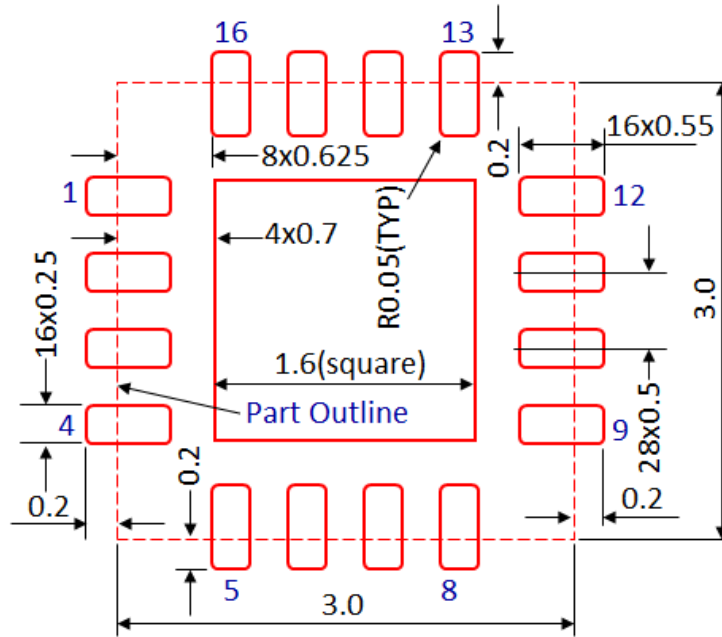 16
13
16x0.55
8x0.625
0.2
1
12
R0.05(TYP)
4x0.7
16x0.25
3.0
1.6(square)
Part Outline
4
9
28x0.5
0.2
0.2
0.2
5
8
3.0